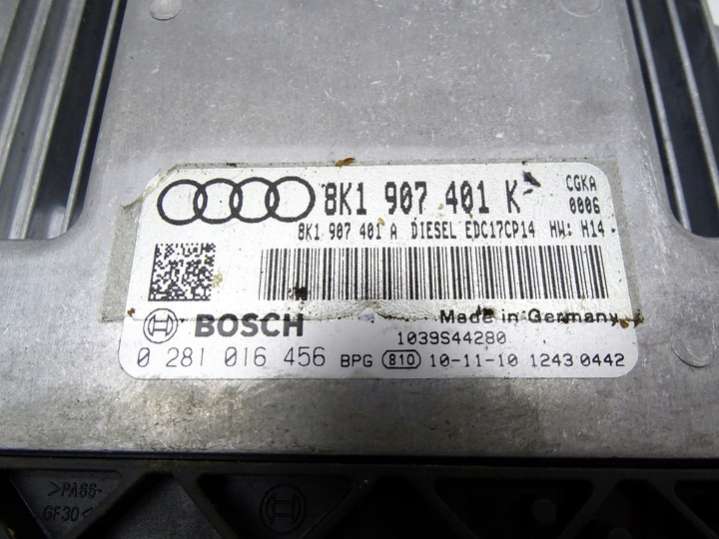 8K1 907 401 K
CGKA
0006
8K1 907 401 A DIESEL EDC17CP14 HW: H14
BOSCH
Made in Germany
1039S44280
0 281 016 456 BPG 810 10-11-10 1243 0442
>PA66-
GF30<